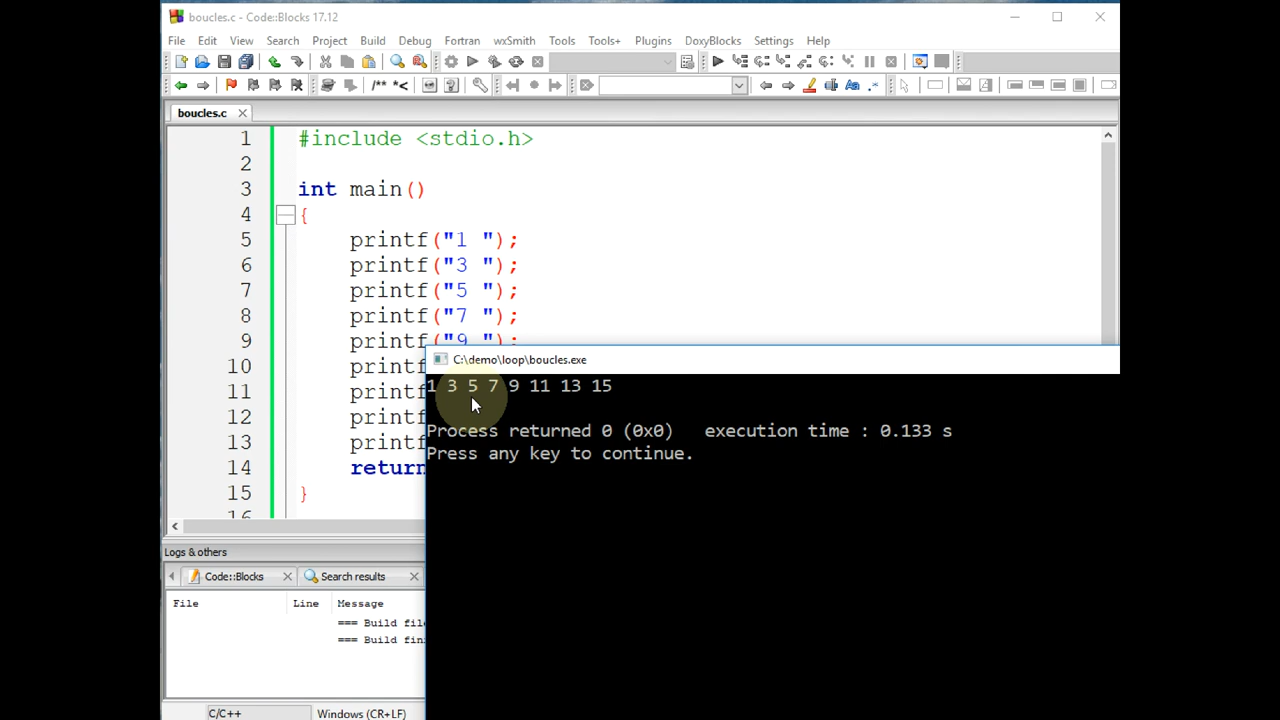 boucles.c - Code::Blocks 17.12
File Edit View Search Project Build Debug Fortran wxSmith Tools Tools+ Plugins DoxyBlocks Settings Help
/** *<
Aa .*
boucles.c
1 #include <stdio.h>
2
3 int main()
4 {
5 printf("1 ");
6 printf("3 ");
7 printf("5 ");
8 printf("7 ");
9 printf("9 ");
10 printf
11 printf
12 printf
13 printf
14 return
15 }
16
C:\demo\loop\boucles.exe
1 3 5 7 9 11 13 15
Process returned 0 (0x0) execution time : 0.133 s
Press any key to continue.
Logs & others
Code::Blocks Search results
File Line Message
=== Build file
=== Build fini
C/C++ Windows (CR+LF)